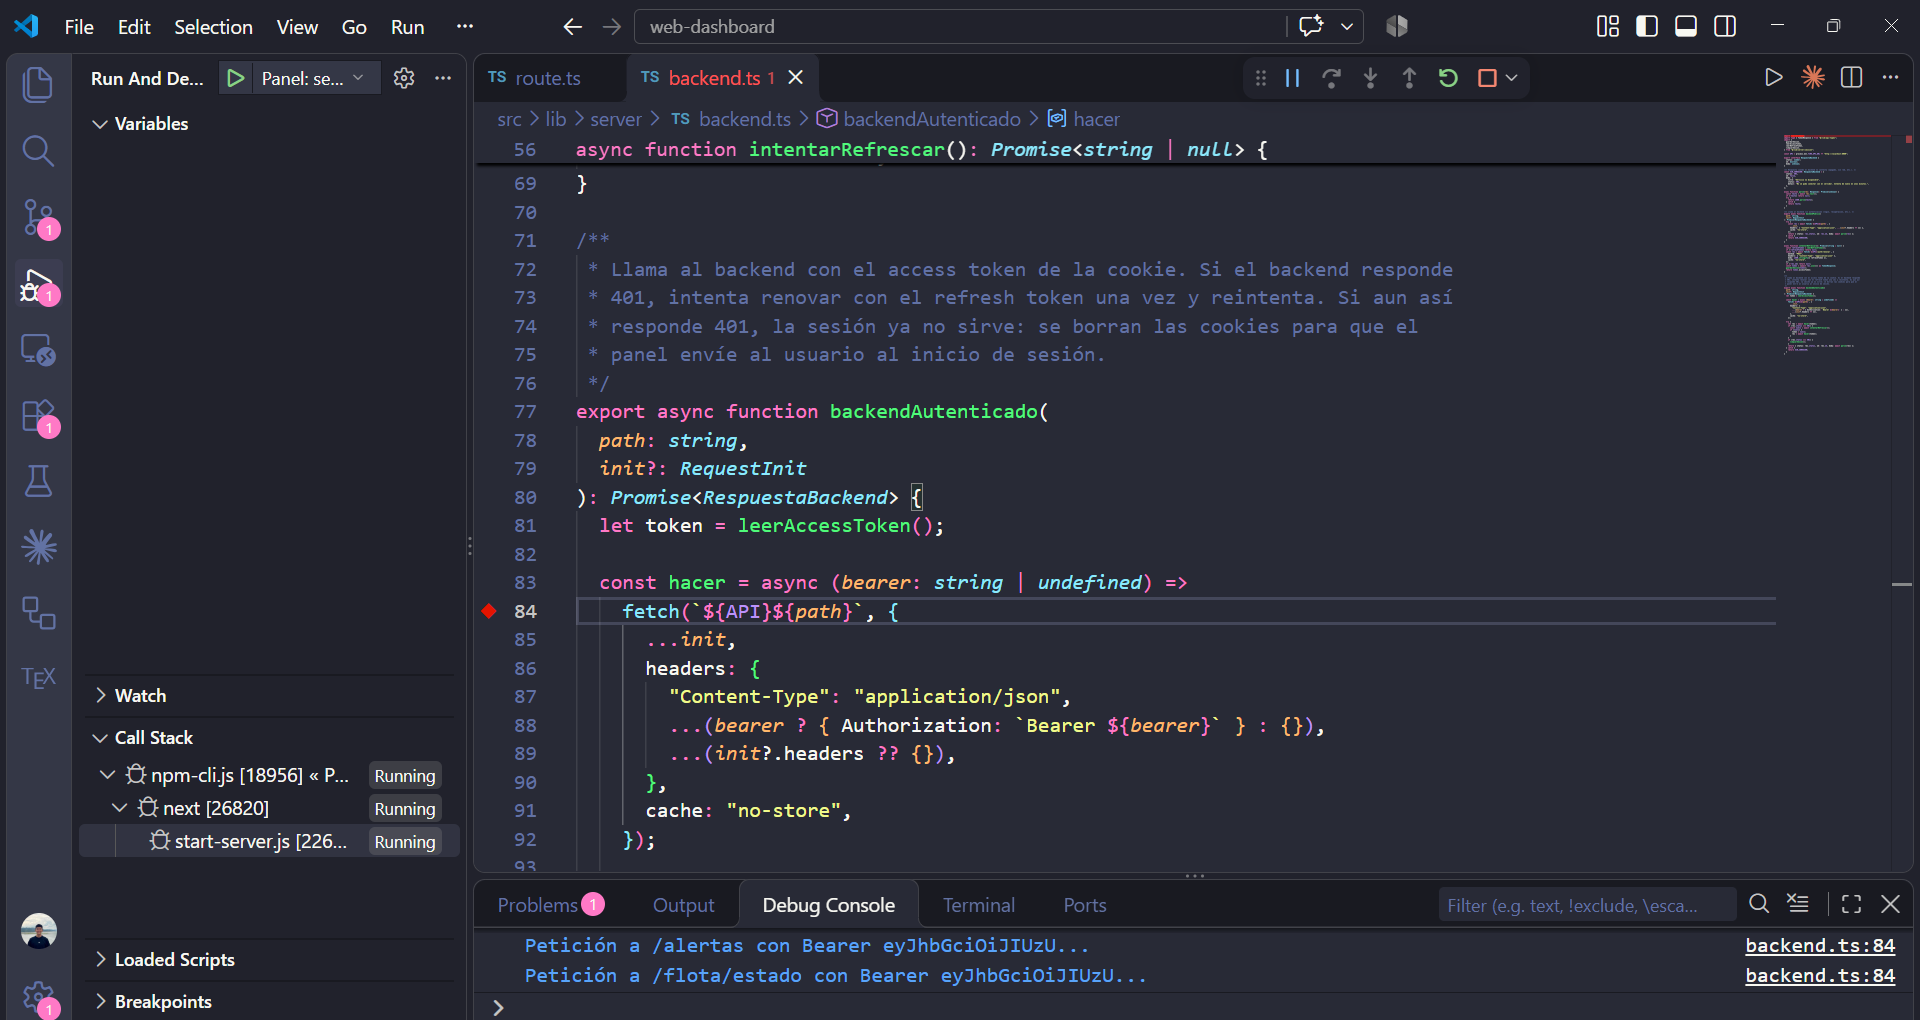 File Edit Selection View Go Run ···
web-dashboard
Run And De... Panel: se... ···
Variables
Watch
Call Stack
npm-cli.js [18956] « P... Running
next [26820] Running
start-server.js [226... Running
Loaded Scripts
Breakpoints
1
1
1
1
TEX
TS route.ts
TS backend.ts 1
src > lib > server > TS backend.ts > backendAutenticado > hacer
56 async function intentarRefrescar(): Promise<string | null> {
69 }
70
71 /**
72 * Llama al backend con el access token de la cookie. Si el backend responde
73 * 401, intenta renovar con el refresh token una vez y reintenta. Si aun así
74 * responde 401, la sesión ya no sirve: se borran las cookies para que el
75 * panel envíe al usuario al inicio de sesión.
76 */
77 export async function backendAutenticado(
78 path: string,
79 init?: RequestInit
80 ): Promise<RespuestaBackend> {
81 let token = leerAccessToken();
82
83 const hacer = async (bearer: string | undefined) =>
84 fetch(`${API}${path}`, {
85 ...init,
86 headers: {
87 "Content-Type": "application/json",
88 ...(bearer ? { Authorization: `Bearer ${bearer}` } : {}),
89 ...(init?.headers ?? {}),
90 },
91 cache: "no-store",
92 });
93
Problems 1 Output Debug Console Terminal Ports
Filter (e.g. text, !exclude, \esca...
Petición a /alertas con Bearer eyJhbGciOiJIUzU... backend.ts:84
Petición a /flota/estado con Bearer eyJhbGciOiJIUzU... backend.ts:84